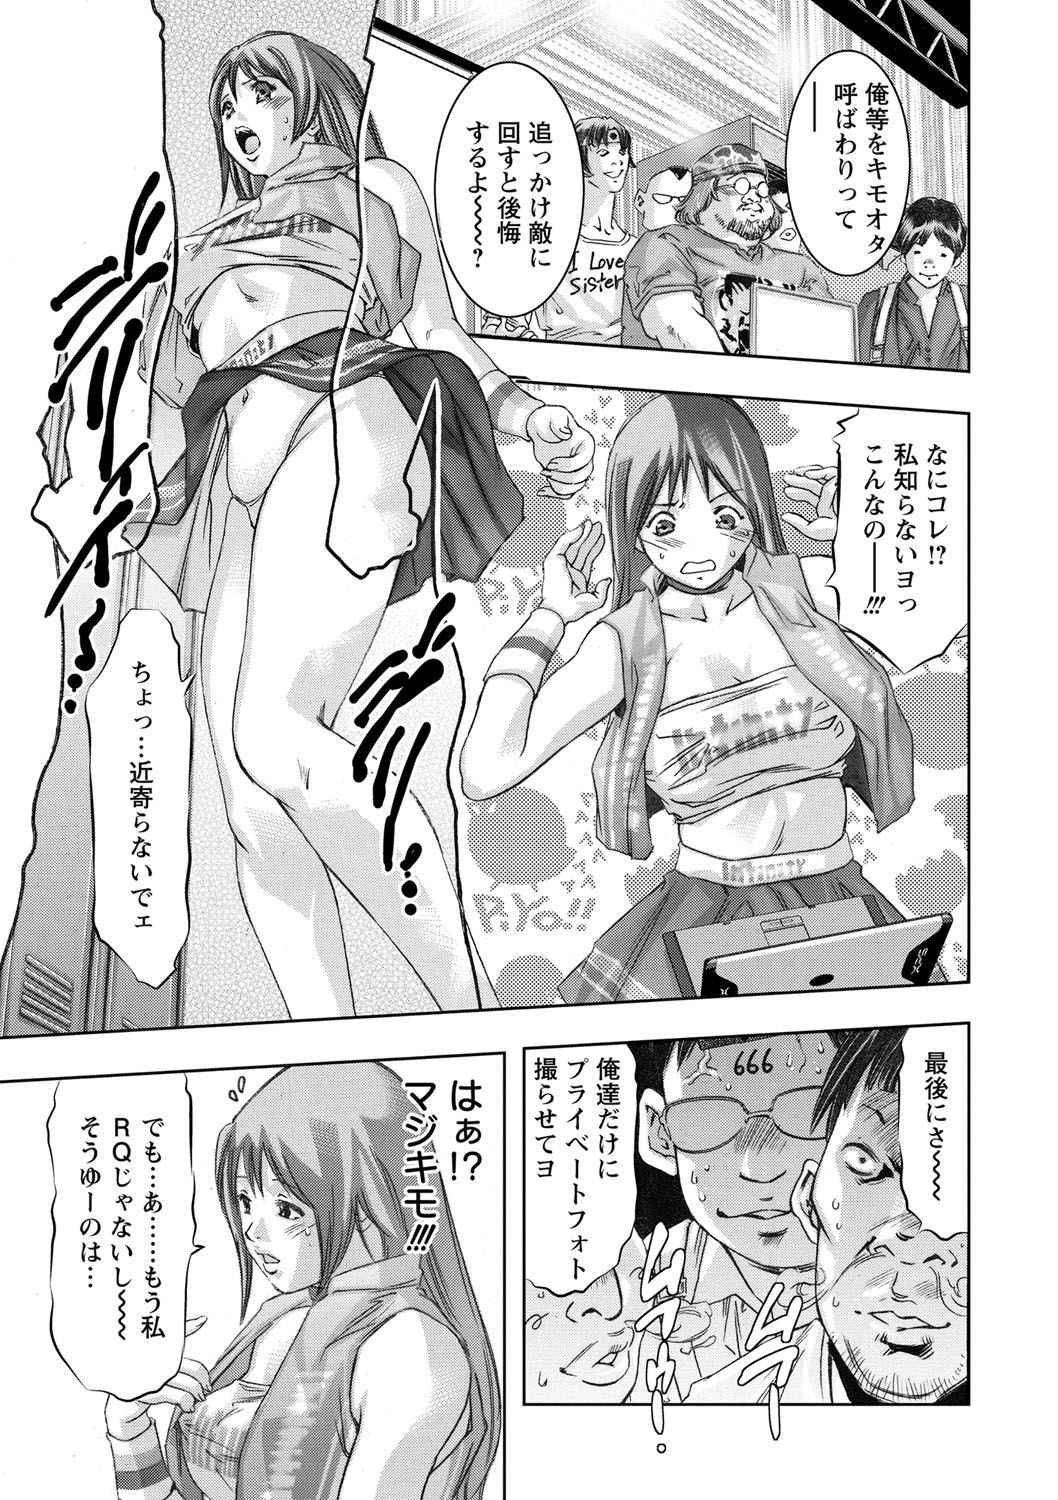 俺等をキモオタ
呼ばわりって
――
追っかけ敵に
回すと後悔
するよ〜〜〜?
I Love
Sister
なにコレ!?
私知らないヨっ
こんなの――!!!
P.Yo!!
Infinity
Infinity
ちょっ…近寄らないでェ
最後にさ〜〜
俺達だけに
プライベートフォト
撮らせてヨ
666
はぁ!?
マジキモ!!!
でも…あ………もう私
RQじゃないし〜〜〜
そうゆーのは…